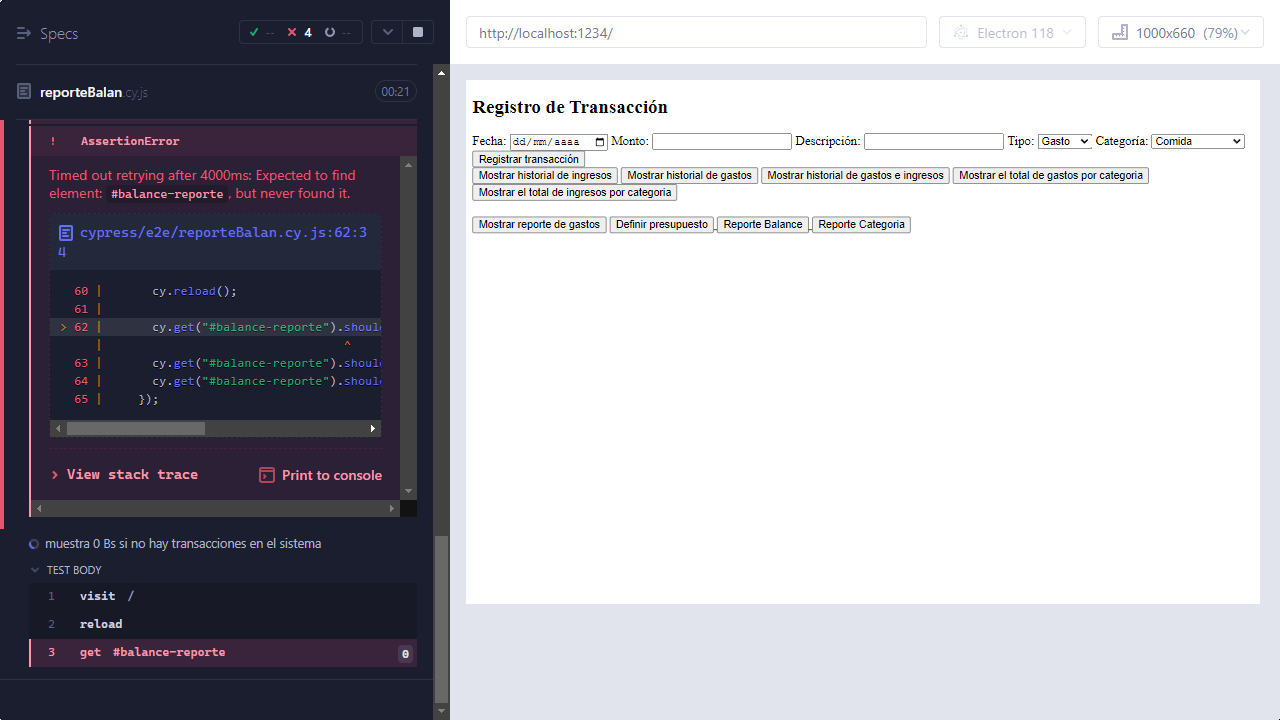 Specs
-- 4 --
reporteBalan.cy.js 00:21
! AssertionError
Timed out retrying after 4000ms: Expected to find
element: #balance-reporte, but never found it.
cypress/e2e/reporteBalan.cy.js:62:3
4
60 | cy.reload();
61 |
> 62 | cy.get("#balance-reporte").should
| ^
63 | cy.get("#balance-reporte").should
64 | cy.get("#balance-reporte").should
65 | });
> View stack trace Print to console
muestra 0 Bs si no hay transacciones en el sistema
TEST BODY
1 visit /
2 reload
3 get #balance-reporte 0
http://localhost:1234/ Electron 118 1000x660 (79%)
Registro de Transacción
Fecha: dd/mm/aaaa Monto: Descripción: Tipo: Gasto Categoría: Comida
Registrar transacción
Mostrar historial de ingresos Mostrar historial de gastos Mostrar historial de gastos e ingresos Mostrar el total de gastos por categoria
Mostrar el total de ingresos por categoria
Mostrar reporte de gastos Definir presupuesto Reporte Balance Reporte Categoria